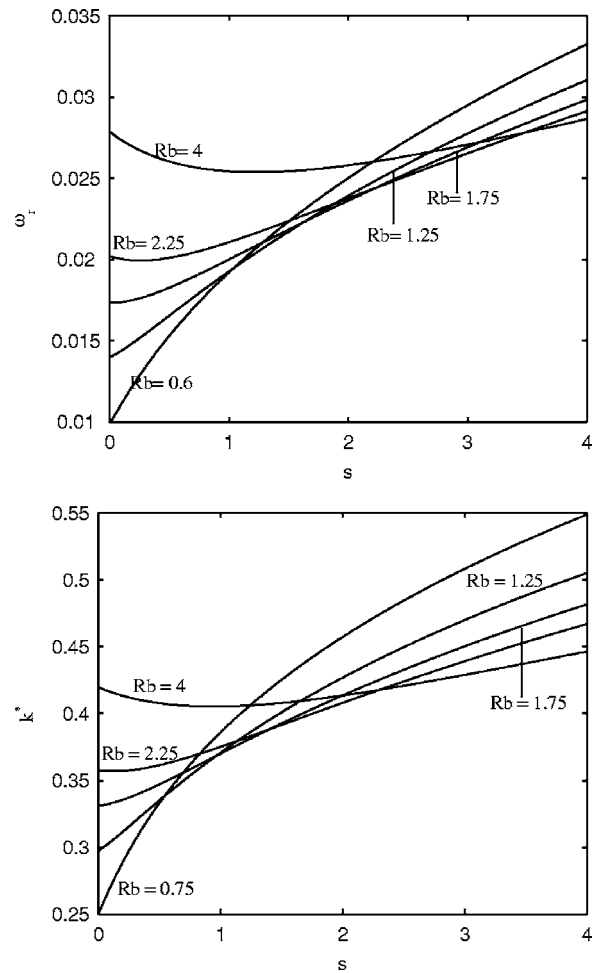 0.035
0.03
0.025
0.02
0.015
0.01
ωr
Rb= 4
Rb= 2.25
Rb= 1.75
Rb= 1.25
Rb= 0.6
0 1 2 3 4
s
0.55
0.5
0.45
0.4
0.35
0.3
0.25
k*
Rb = 1.25
Rb = 4
Rb = 1.75
Rb = 2.25
Rb = 0.75
0 1 2 3 4
s